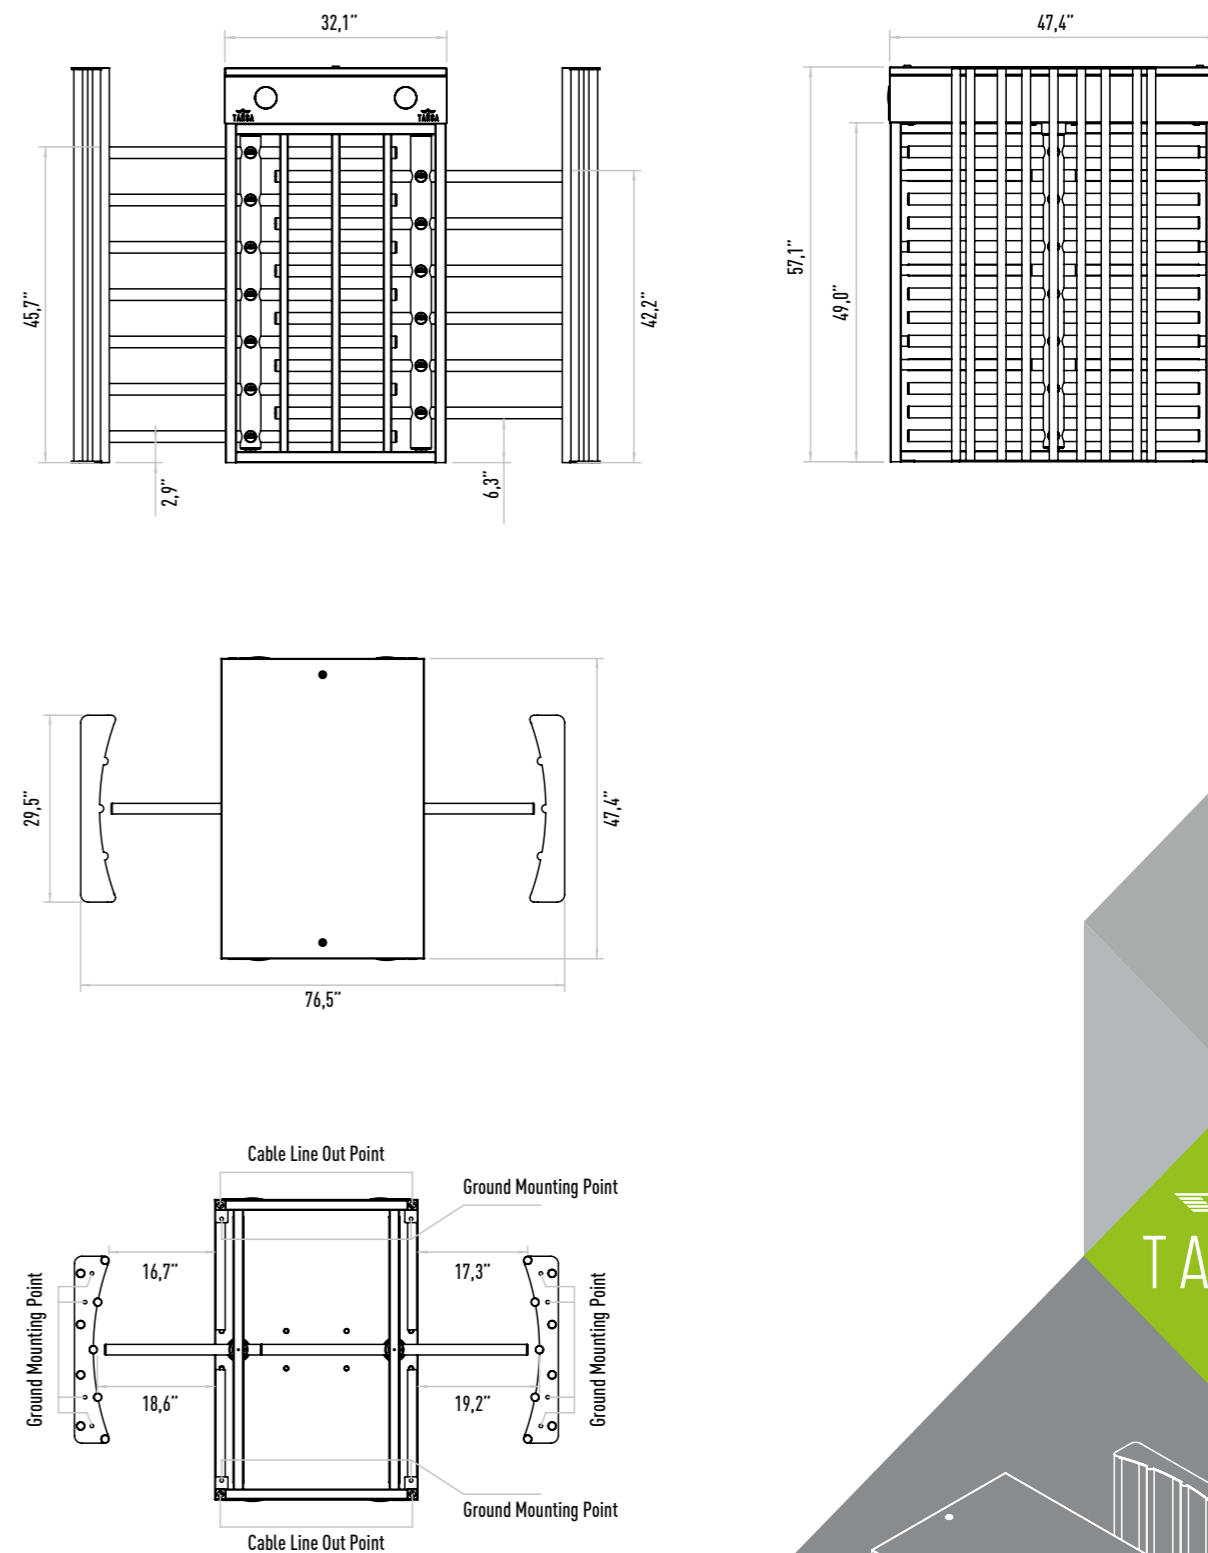 32,1”
47,4”
TANSA TANSA
45,7”
42,2”
57,1”
49,0”
2,9”
6,3”
29,5”
47,4”
76,5”
Cable Line Out Point
Ground Mounting Point
16,7”
17,3”
Ground Mounting Point
Ground Mounting Point
18,6”
19,2”
Ground Mounting Point
Cable Line Out Point
TA